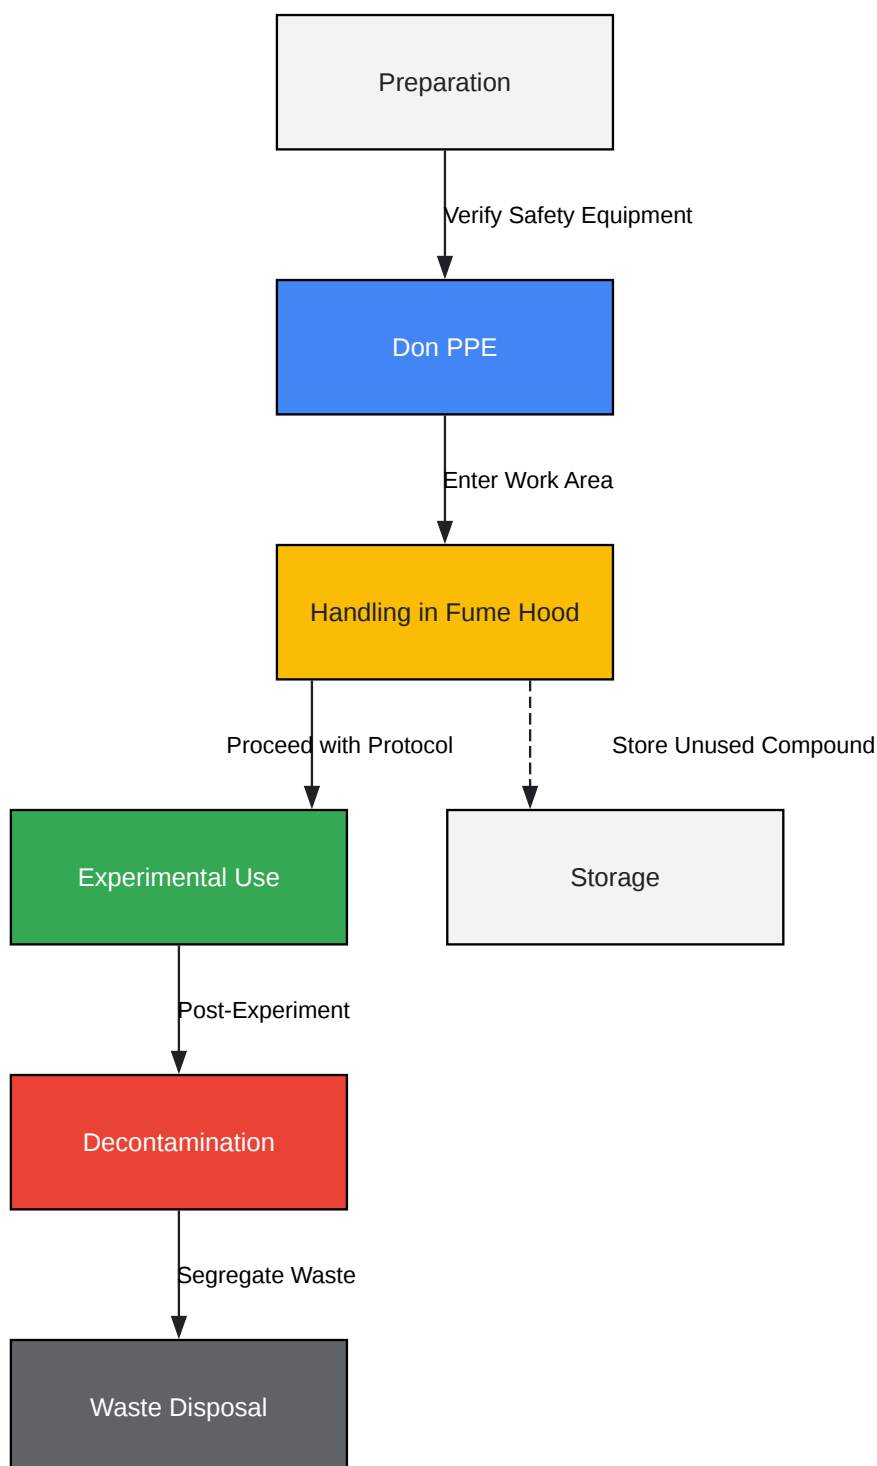 Preparation
Verify Safety Equipment
Don PPE
Enter Work Area
Handling in Fume Hood
Proceed with Protocol
Store Unused Compound
Experimental Use
Storage
Post-Experiment
Decontamination
Segregate Waste
Waste Disposal